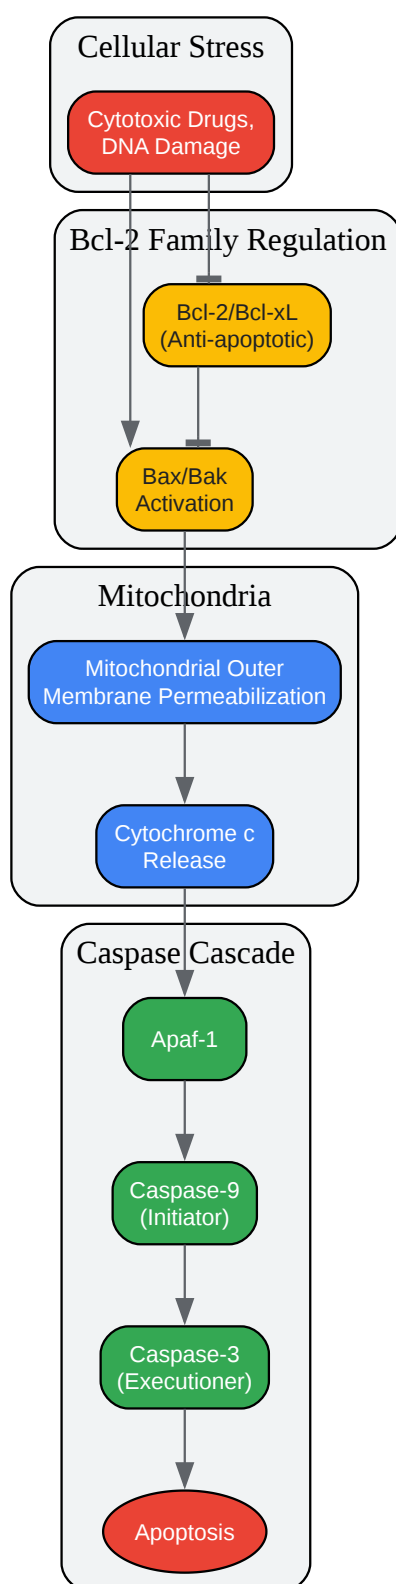 Cellular Stress
Cytotoxic Drugs,
DNA Damage
Bcl-2 Family Regulation
Bcl-2/Bcl-xL
(Anti-apoptotic)
Bax/Bak
Activation
Mitochondria
Mitochondrial Outer
Membrane Permeabilization
Cytochrome c
Release
Caspase Cascade
Apaf-1
Caspase-9
(Initiator)
Caspase-3
(Executioner)
Apoptosis